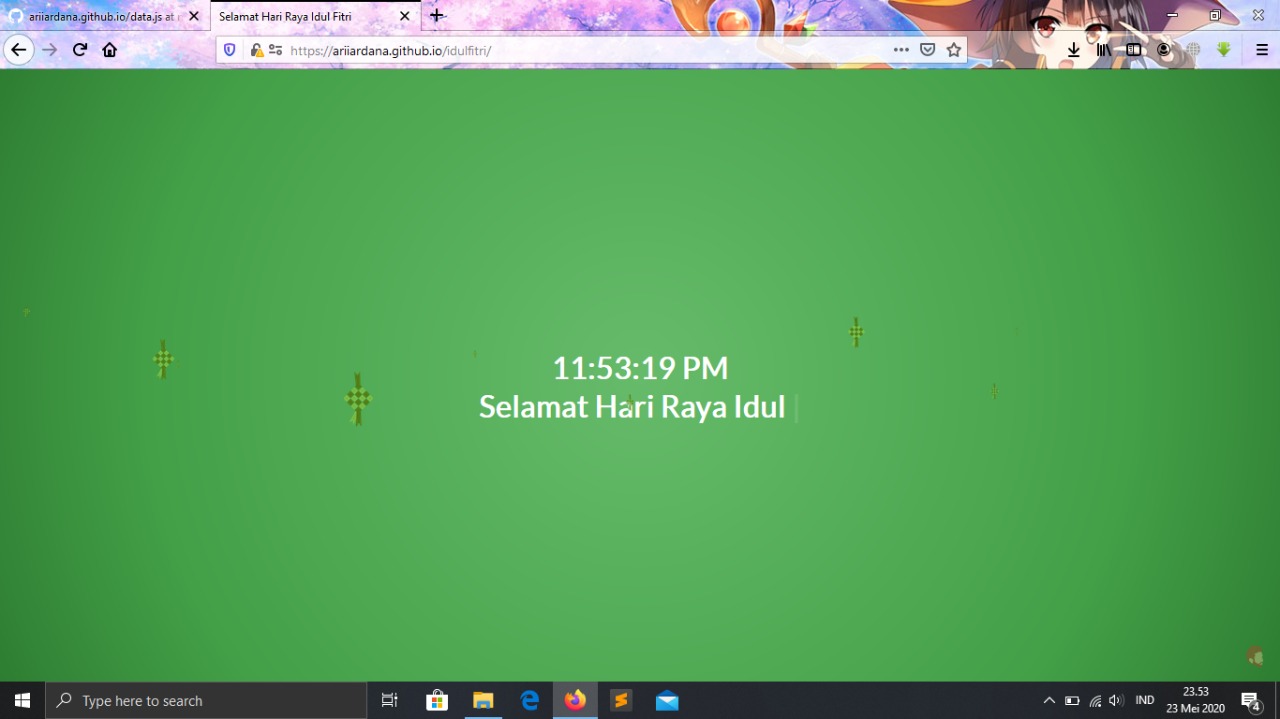 ariiardana.github.io/data.js at
Selamat Hari Raya Idul Fitri
https://ariiardana.github.io/idulfitri/
11:53:19 PM
Selamat Hari Raya Idul
Type here to search
IND
23.53
23 Mei 2020
4